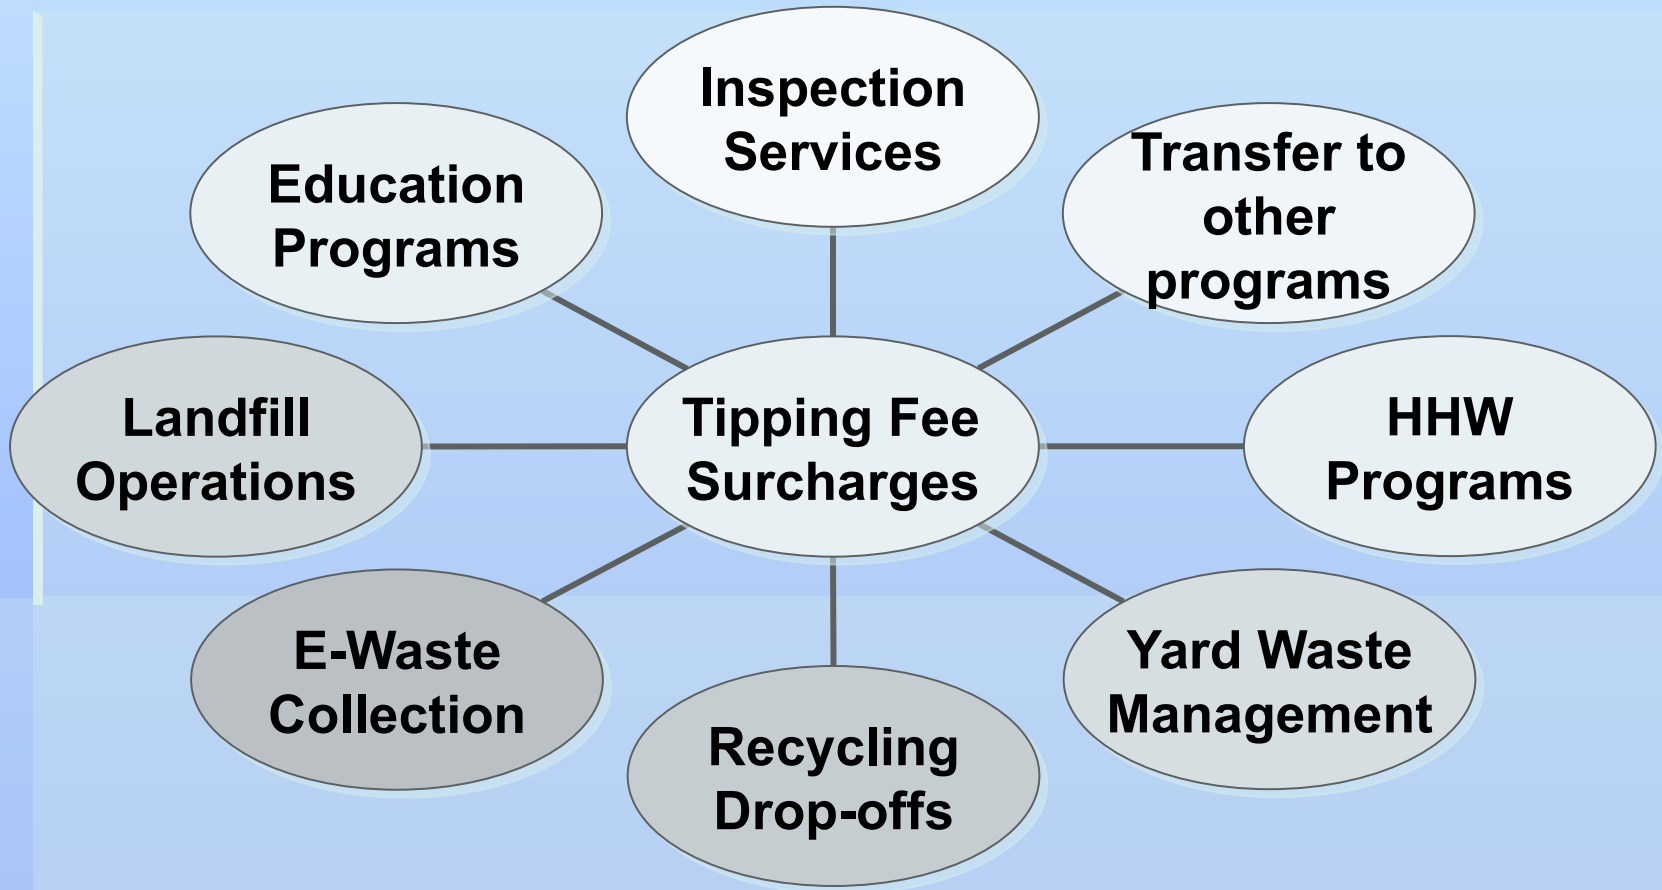 Inspection
Services
Transfer to
other
programs
Education
Programs
Landfill
Operations
Tipping Fee
Surcharges
HHW
Programs
E-Waste
Collection
Yard Waste
Management
Recycling
Drop-offs